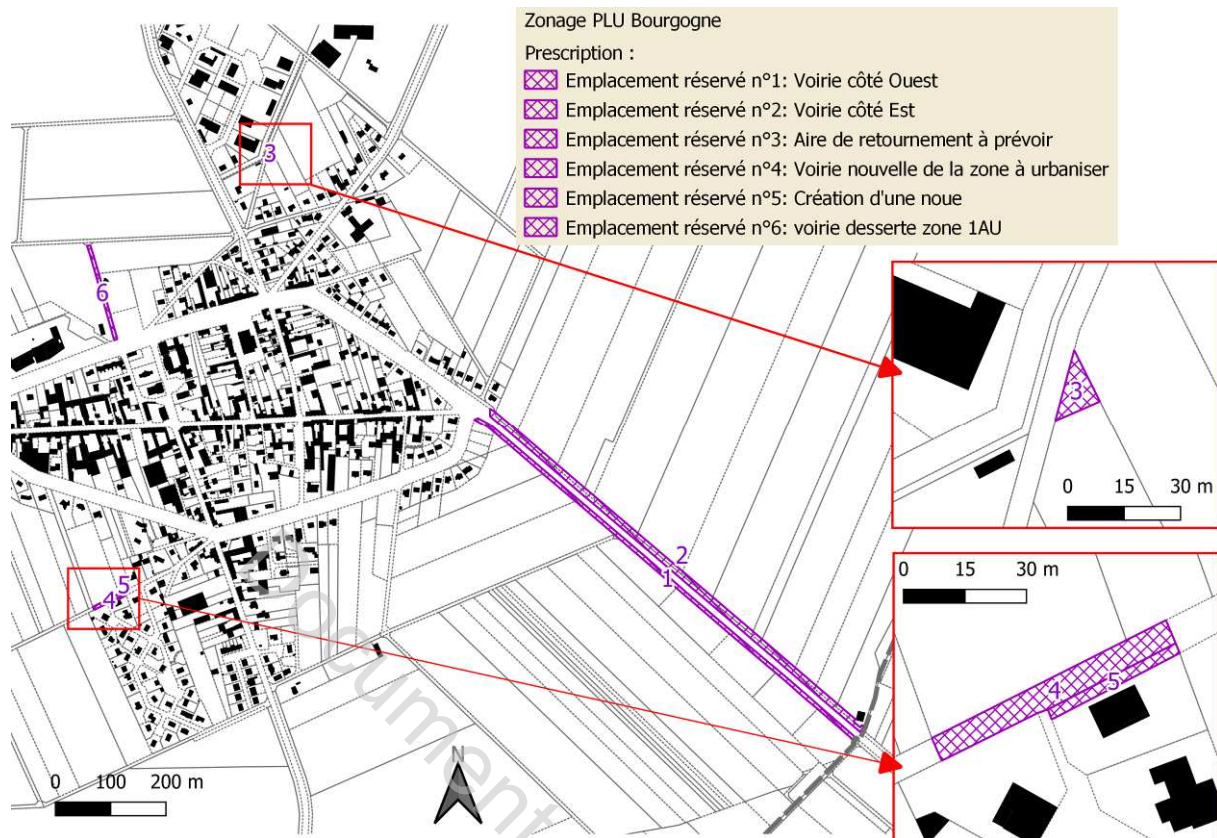 Zonage PLU Bourgogne
Prescription :
Emplacement réservé n°1: Voirie côté Ouest
Emplacement réservé n°2: Voirie côté Est
Emplacement réservé n°3: Aire de retournement à prévoir
Emplacement réservé n°4: Voirie nouvelle de la zone à urbaniser
Emplacement réservé n°5: Création d'une noue
Emplacement réservé n°6: voirie desserte zone 1AU
3
6
2
1
5
4
3
0 15 30 m
0 15 30 m
4
5
0 100 200 m
N
Document